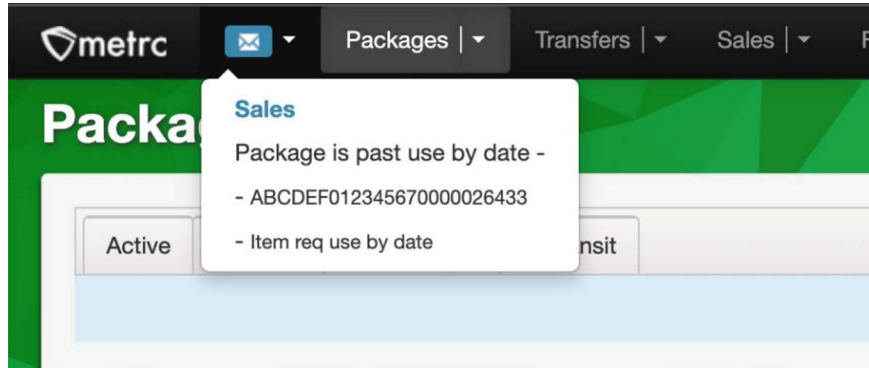 metrc
Packages
Transfers
Sales
Sales
Package is past use by date -
- ABCDEF012345670000026433
- Item req use by date
Packa
Active
nsit